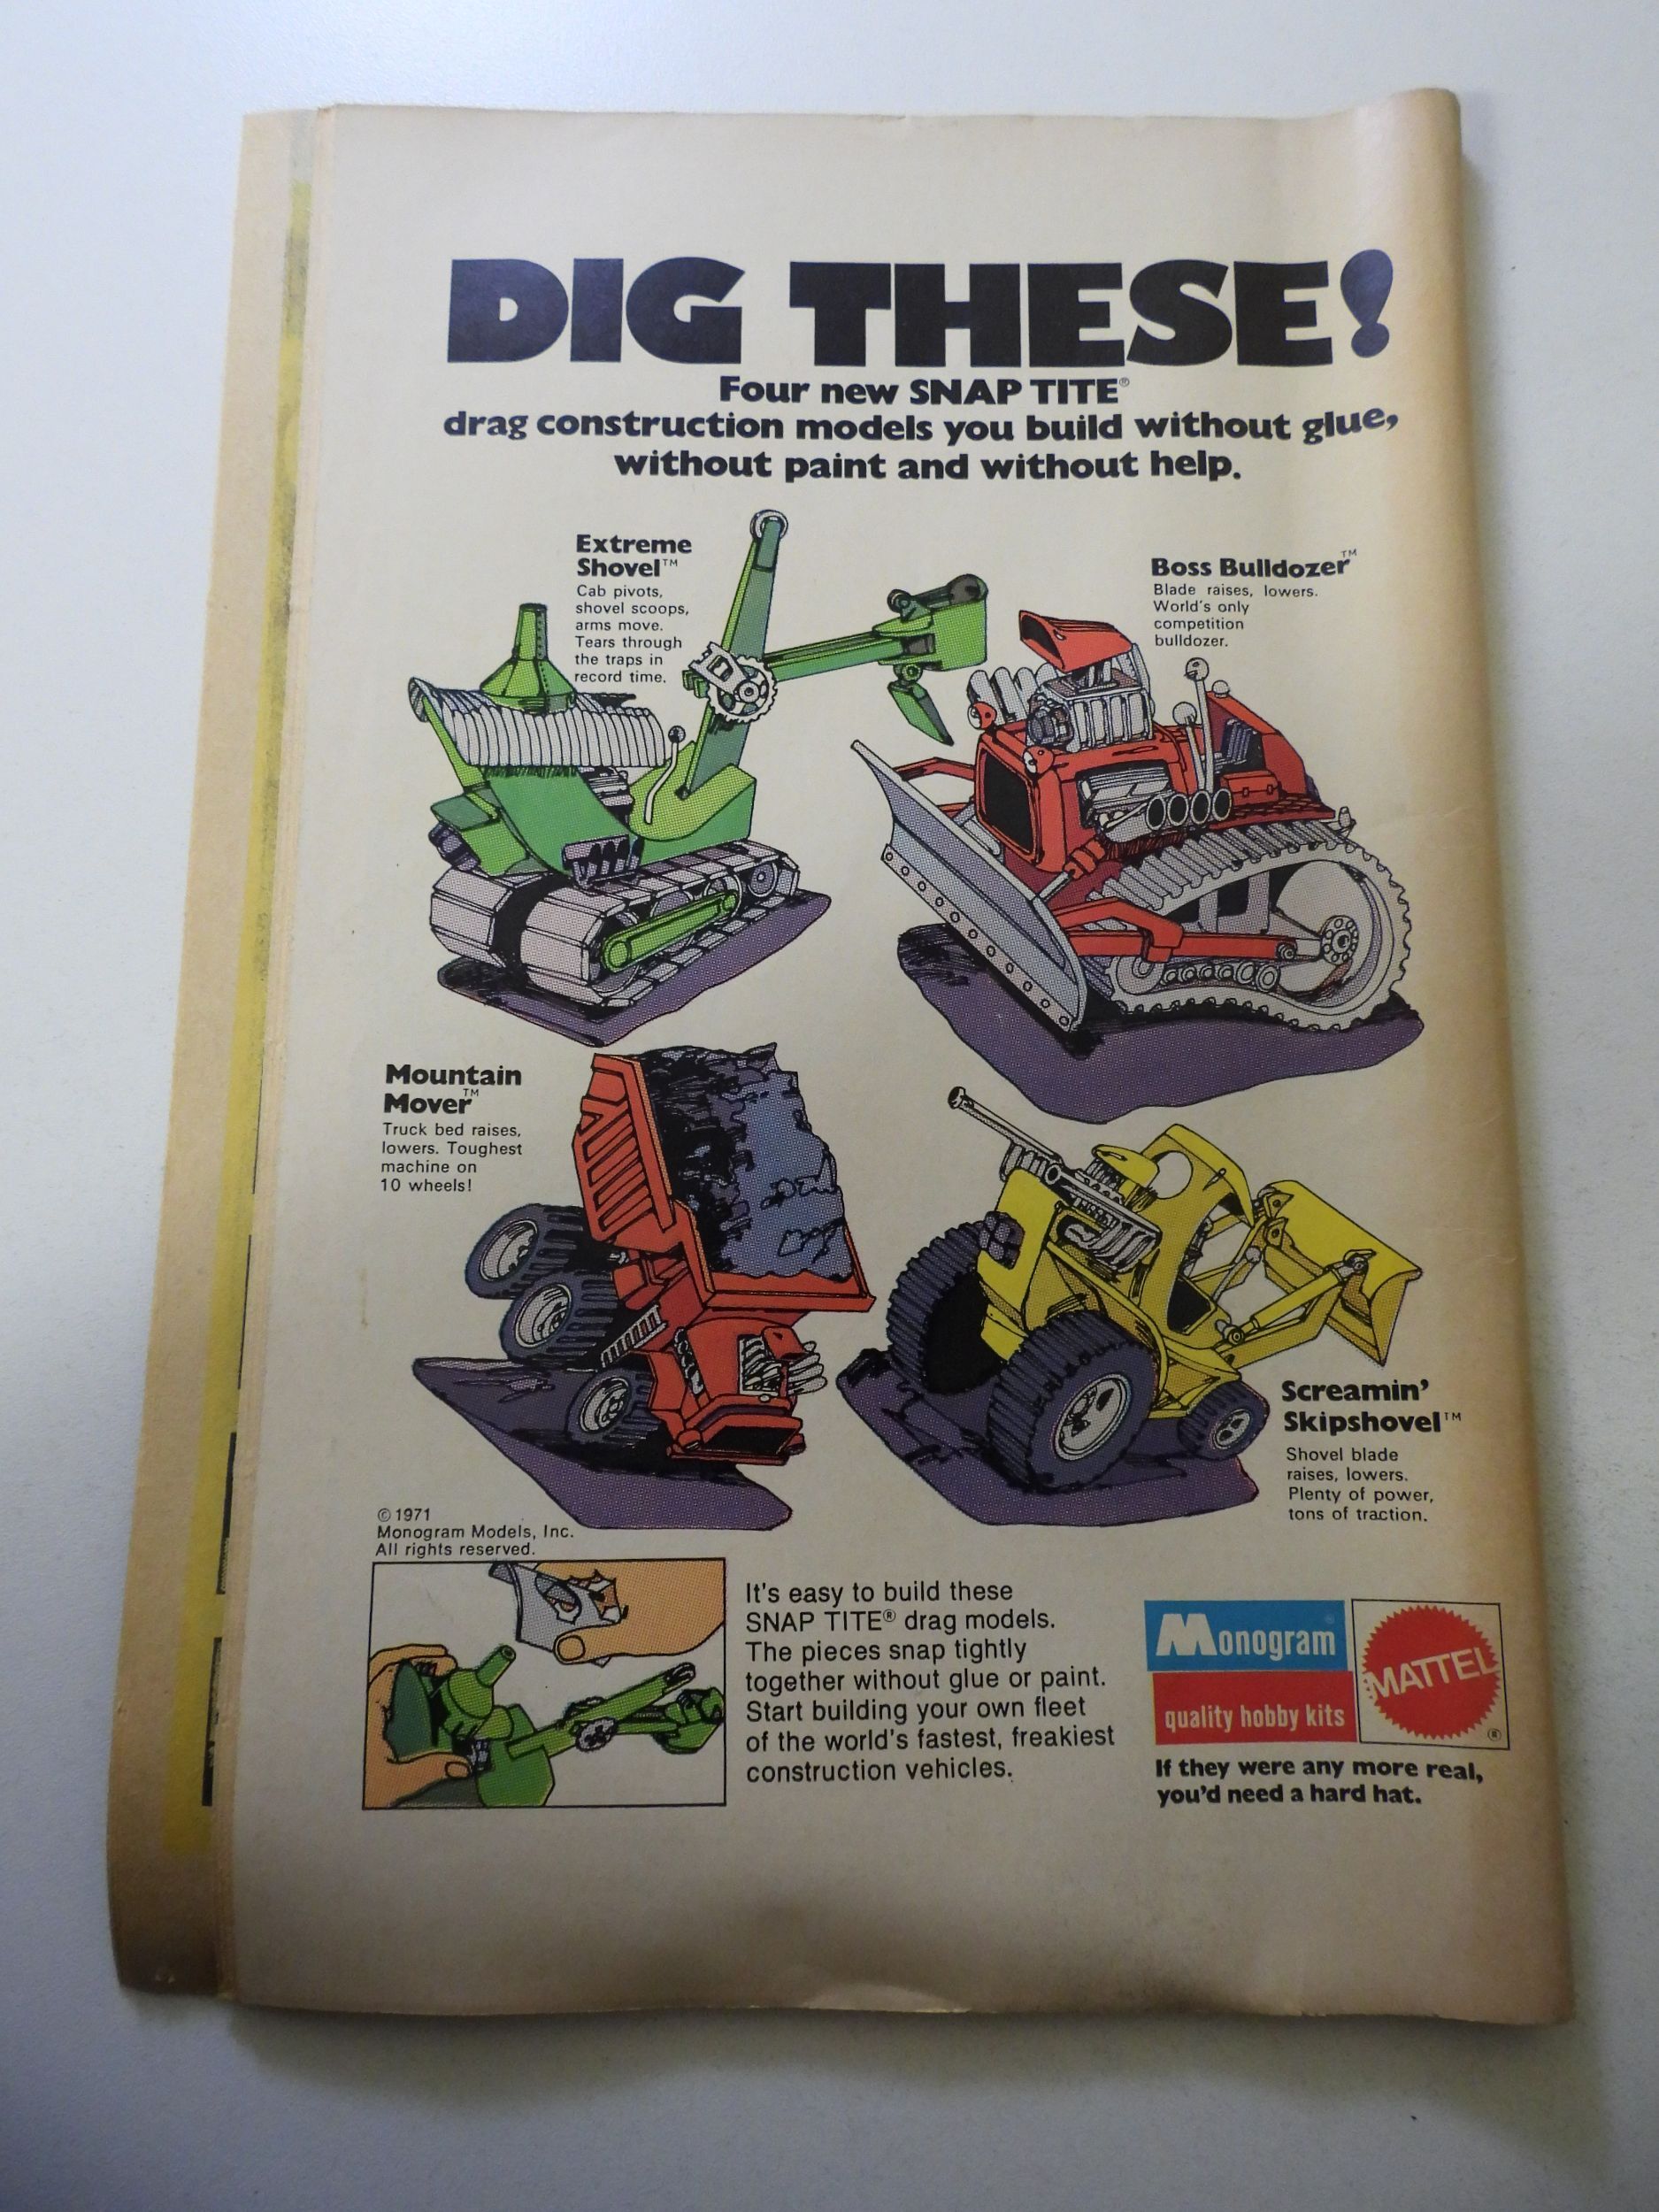 DIG THESE!
Four new SNAP TITE®
drag construction models you build without glue,
without paint and without help.
Extreme
Shovel™
Cab pivots,
shovel scoops,
arms move.
Tears through
the traps in
record time.
Boss Bulldozer™
Blade raises, lowers.
World's only
competition
bulldozer.
Mountain
Mover™
Truck bed raises,
lowers. Toughest
machine on
10 wheels!
Screamin'
Skipshovel™
Shovel blade
raises, lowers.
Plenty of power,
tons of traction.
©1971
Monogram Models, Inc.
All rights reserved.
It's easy to build these
SNAP TITE® drag models.
The pieces snap tightly
together without glue or paint.
Start building your own fleet
of the world's fastest, freakiest
construction vehicles.
Monogram®
quality hobby kits
MATTEL®
If they were any more real,
you'd need a hard hat.